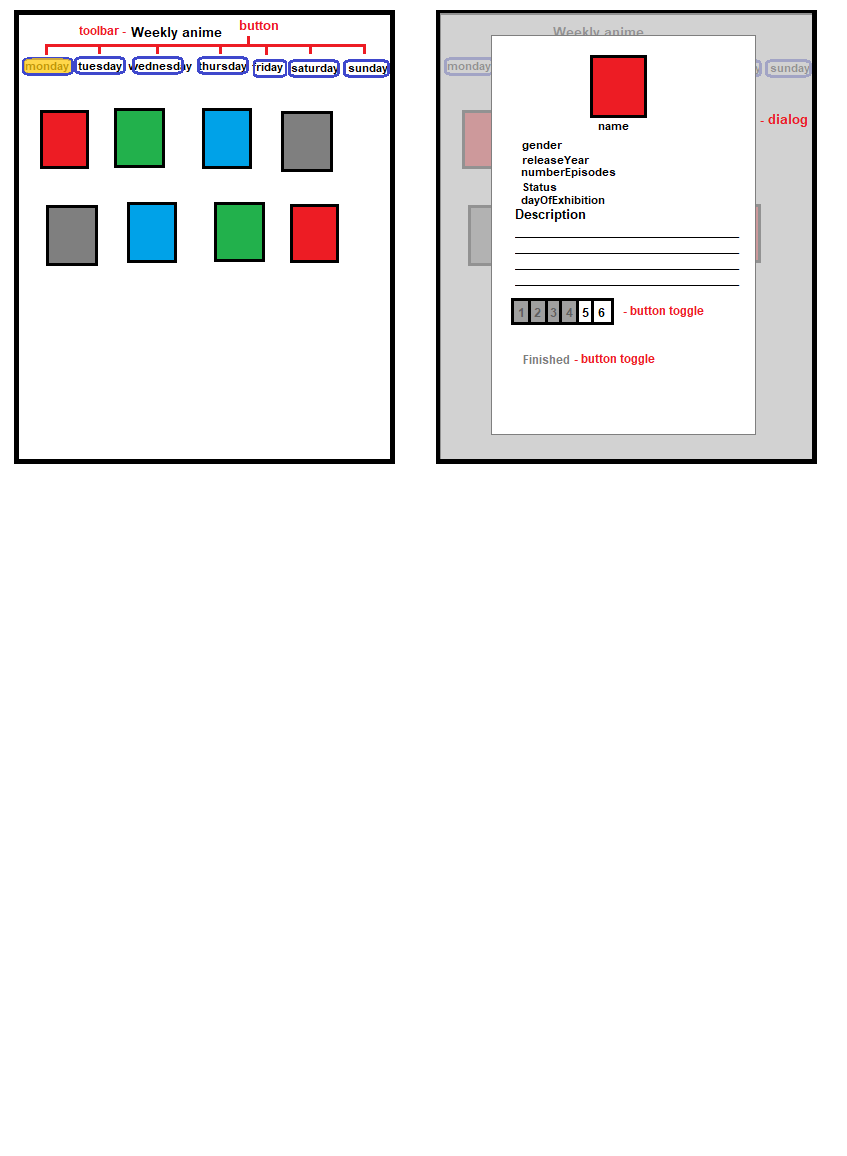 toolbar - Weekly anime button
monday tuesday wednesday thursday friday saturday sunday
Weekly anime
monday sunday
- dialog
name
gender
releaseYear
numberEpisodes
Status
dayOfExhibition
Description
1 2 3 4 5 6 - button toggle
Finished - button toggle